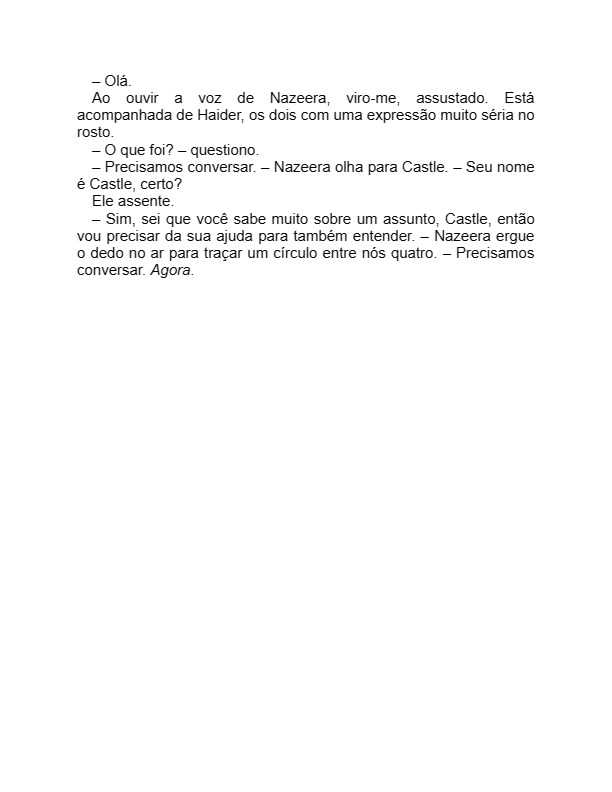 – Olá.
Ao ouvir a voz de Nazeera, viro-me, assustado. Está
acompanhada de Haider, os dois com uma expressão muito séria no
rosto.
– O que foi? – questiono.
– Precisamos conversar. – Nazeera olha para Castle. – Seu nome
é Castle, certo?
Ele assente.
– Sim, sei que você sabe muito sobre um assunto, Castle, então
vou precisar da sua ajuda para também entender. – Nazeera ergue
o dedo no ar para traçar um círculo entre nós quatro. – Precisamos
conversar. Agora.